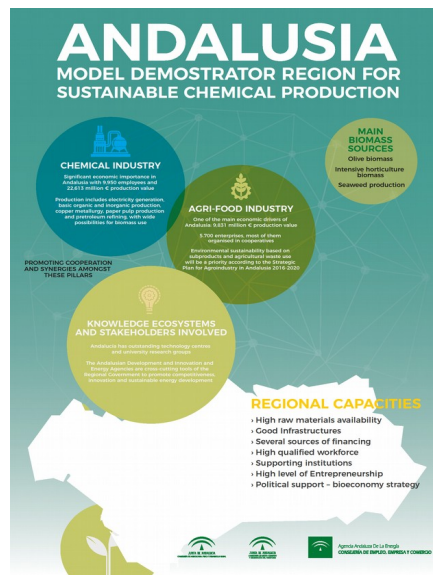 ANDALUSIA
MODEL DEMOSTRATOR REGION FOR
SUSTAINABLE CHEMICAL PRODUCTION
CHEMICAL INDUSTRY
Significant economic importance in
Andalusia with 9.950 employees and
22.613 million € production value
Production includes electricity generation,
basic organic and inorganic production,
copper metallurgy, paper pulp production
and pretroleum refining, with wide
possibilities for biomass use
MAIN
BIOMASS
SOURCES
Olive biomass
Intensive horticulture
biomass
Seaweed production
AGRI-FOOD INDUSTRY
One of the main economic drivers of
Andalusia. 9.851 million € production value
5.700 enterprises, most of them
organised in cooperatives
Environmental sustainability based on
subproducts and agricultural waste use
will be a priority according to the Strategic
Plan for Agroindustry in Andalusia 2016-2020
PROMOTING COOPERATION
AND SYNERGIES AMONGST
THESE PILLARS
KNOWLEDGE ECOSYSTEMS
AND STAKEHOLDERS INVOLVED
Andalucia has outstanding technology centres
and university research groups
The Andalusian Development and Innovation and
Energy Agencies are cross-cutting tools of the
Regional Government to promote competitiveness,
innovation and sustainable energy development
REGIONAL CAPACITIES
› High raw materials availability
› Good Infrastructures
› Several sources of financing
› High qualified workforce
› Supporting institutions
› High level of Entrepreneurship
› Political support – bioeconomy strategy
JUNTA DE ANDALUCIA
JUNTA DE ANDALUCIA
Agencia Andaluza De La Energía
CONSEJERÍA DE EMPLEO, EMPRESA Y COMERCIO